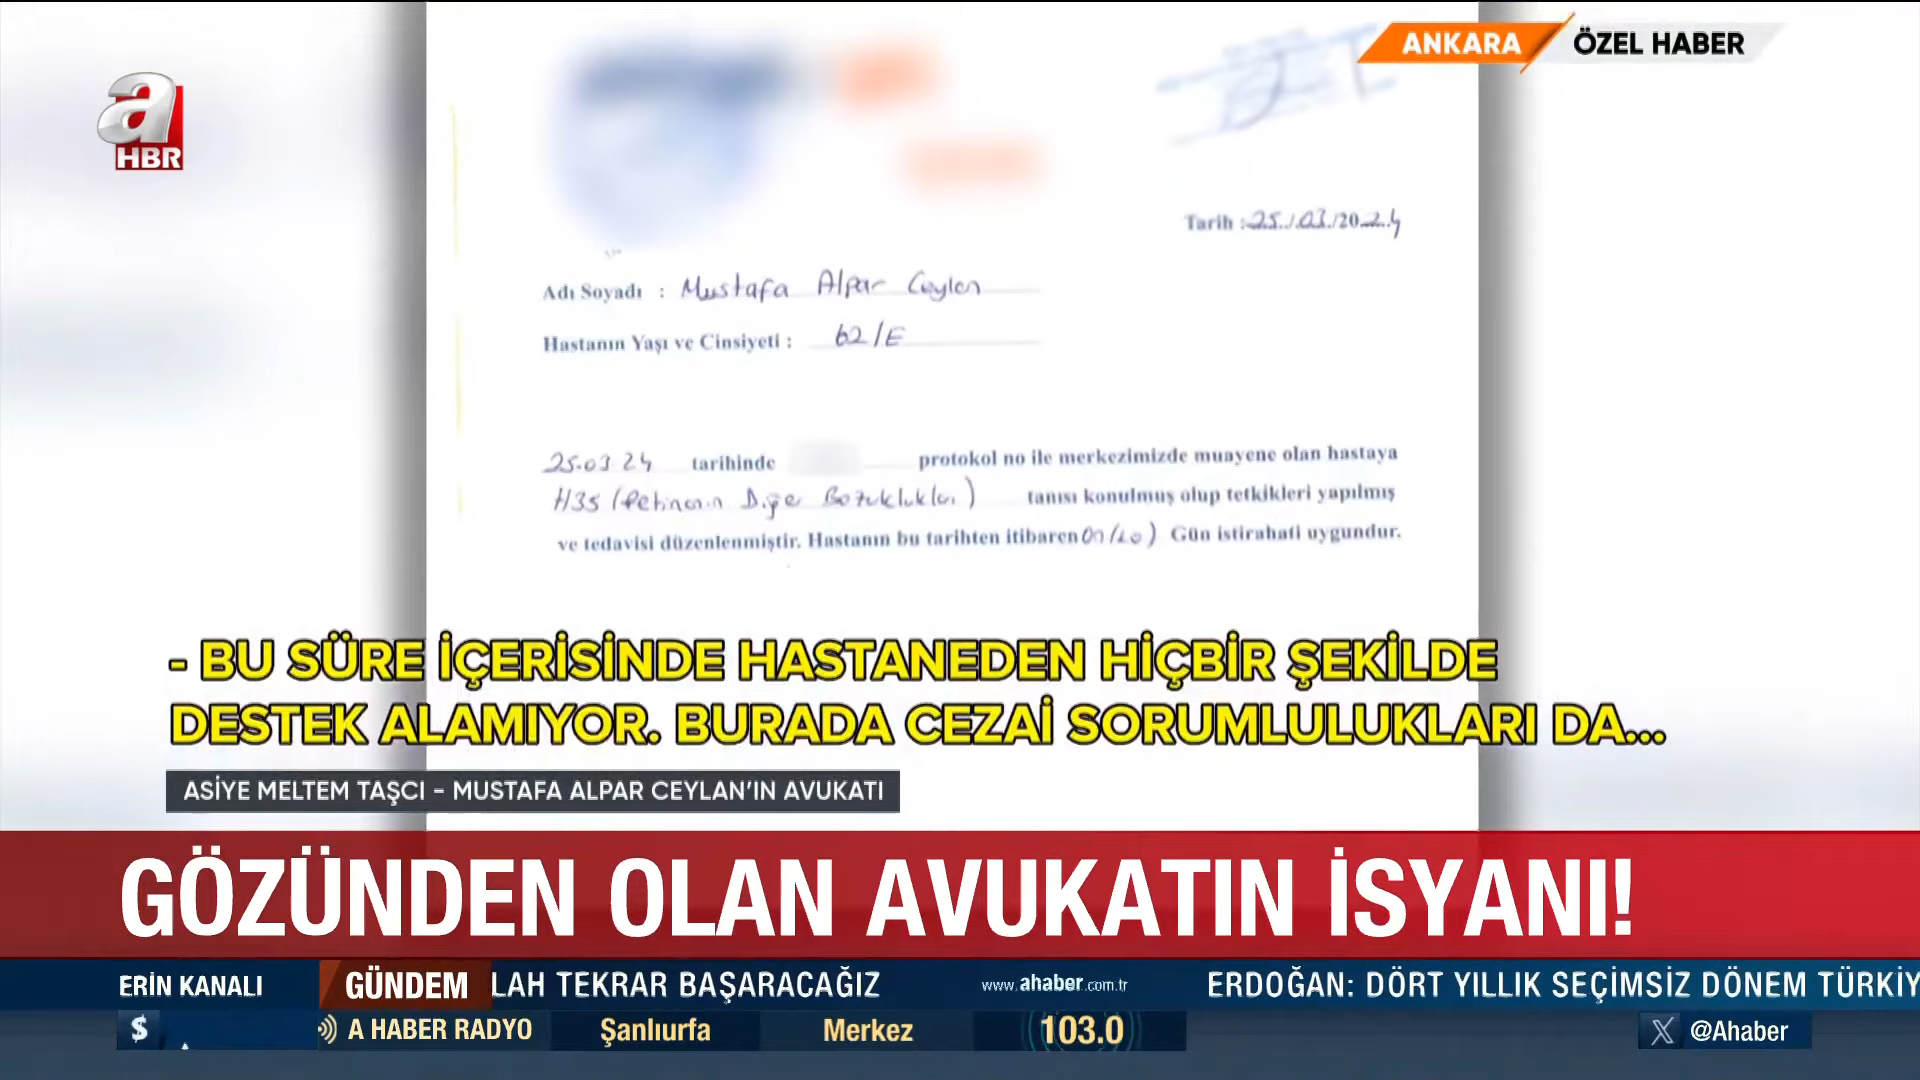 ANKARA ÖZEL HABER
a
HBR
Tarih : 25/03/2024
Adı Soyadı : Mustafa Alpar Ceylan
Hastanın Yaşı ve Cinsiyeti : 62/E
25.03.24 tarihinde protokol no ile merkezimizde muayene olan hastaya
H35 (Retinanın Diğer Bozuklukları) tanısı konulmuş olup tetkikleri yapılmış
ve tedavisi düzenlenmiştir. Hastanın bu tarihten itibaren Gün istirahati uygundur.
- BU SÜRE İÇERİSİNDE HASTANEDEN HİÇBİR ŞEKİLDE
DESTEK ALAMIYOR. BURADA CEZAİ SORUMLULUKLARI DA...
ASİYE MELTEM TAŞCI - MUSTAFA ALPAR CEYLAN'IN AVUKATI
GÖZÜNDEN OLAN AVUKATIN İSYANI!
ERİN KANALI GÜNDEM LAH TEKRAR BAŞARACAĞIZ www.ahaber.com.tr ERDOĞAN: DÖRT YILLIK SEÇİMSİZ DÖNEM TÜRKİY
$ A HABER RADYO Şanlıurfa Merkez 103.0 X @Ahaber